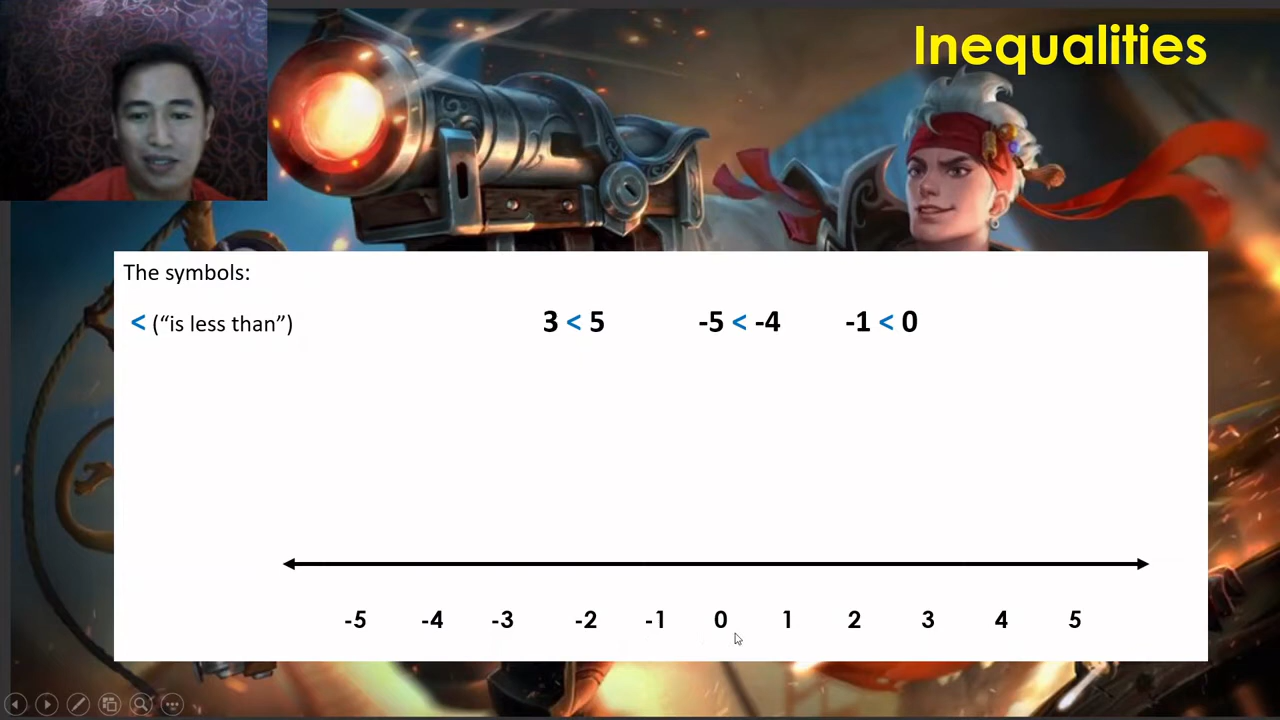 Inequalities
The symbols:
< (“is less than”) 3 < 5 -5 < -4 -1 < 0
-5 -4 -3 -2 -1 0 1 2 3 4 5